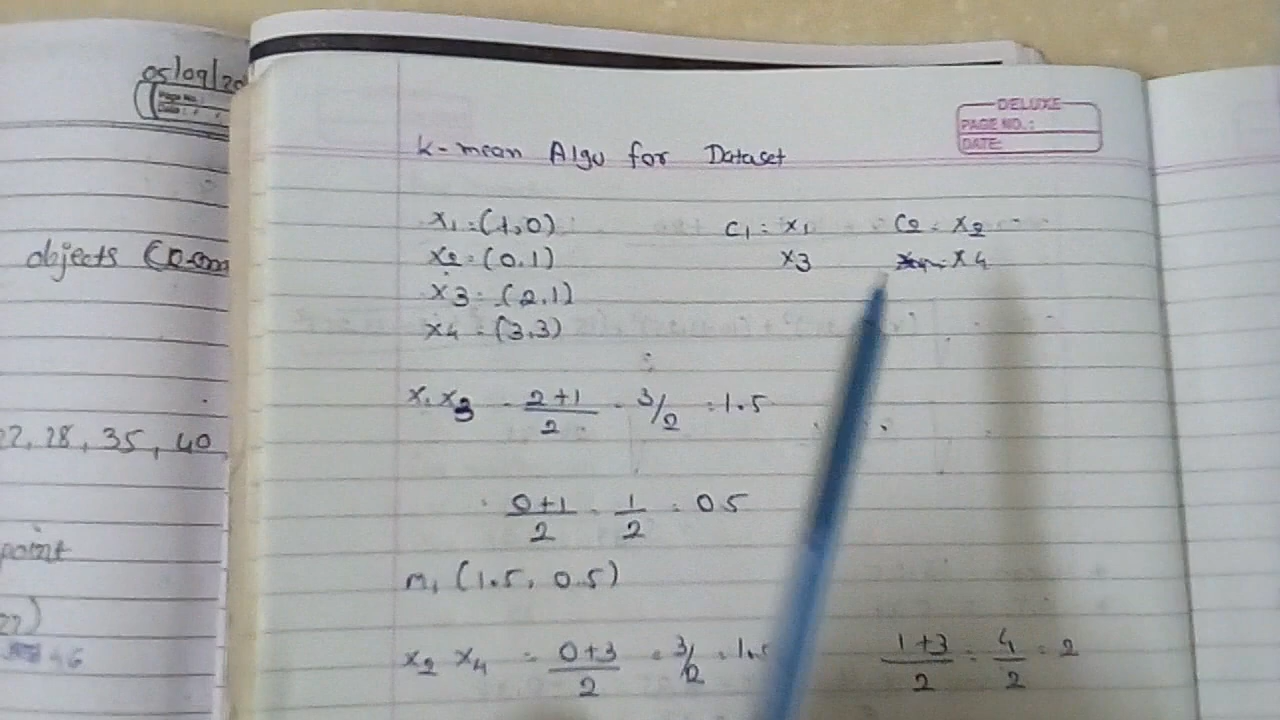 05/09/20
objects
22, 28, 35, 40
point
46
DELUXE
PAGE NO.:
DATE:
K-mean Algo for Dataset
x1 = (1,0) C1 = x1 C2 = x2
x2 = (0,1) x3 x4
x3 = (2,1)
x4 = (3,3)
x1 x3 = 2+1/2 = 3/2 = 1.5
0+1/2 = 1/2 = 0.5
m1 (1.5, 0.5)
x2 x4 = 0+3/2 = 3/2 = 1.5 1+3/2 = 4/2 = 2